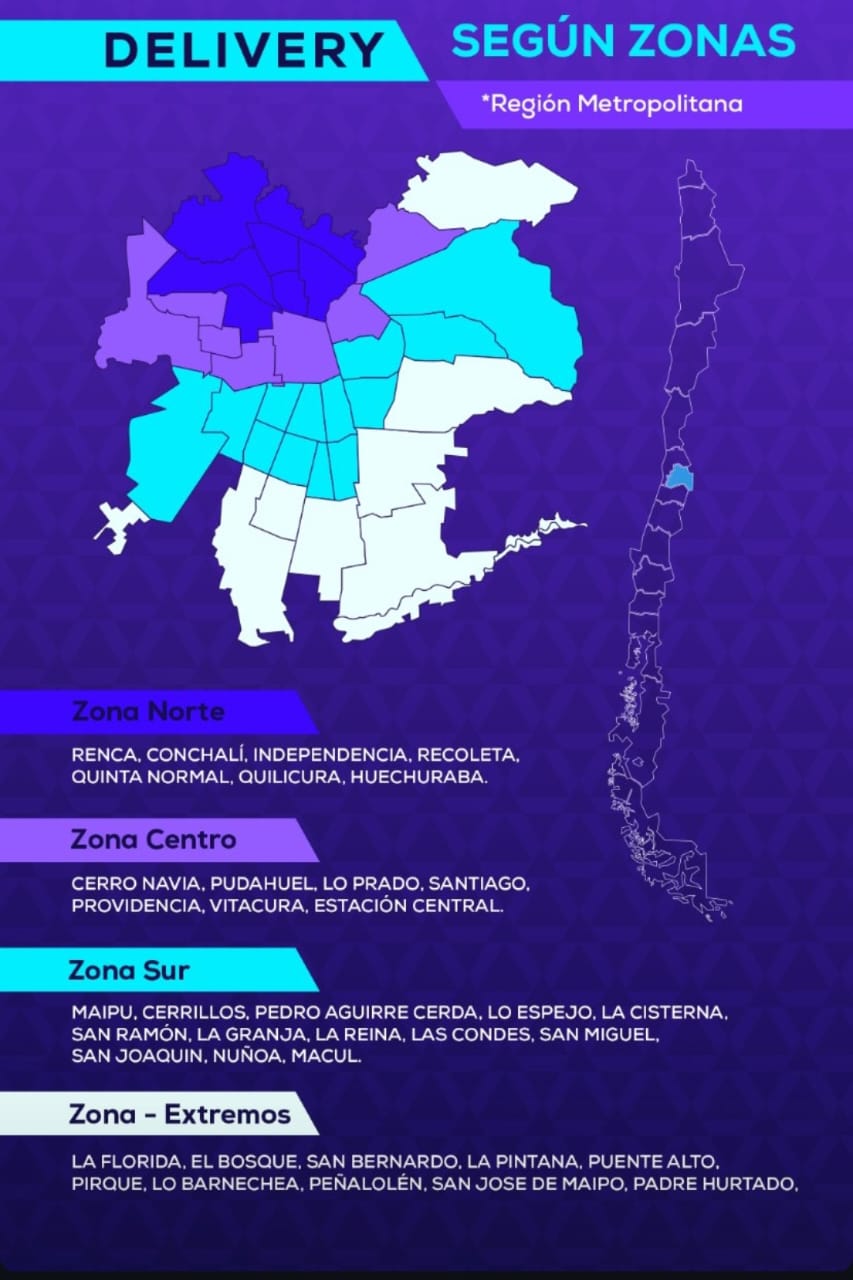 DELIVERY
SEGÚN ZONAS
*Región Metropolitana
Zona Norte
RENCA, CONCHALÍ, INDEPENDENCIA, RECOLETA,
QUINTA NORMAL, QUILICURA, HUECHURABA.
Zona Centro
CERRO NAVIA, PUDAHUEL, LO PRADO, SANTIAGO,
PROVIDENCIA, VITACURA, ESTACIÓN CENTRAL.
Zona Sur
MAIPU, CERRILLOS, PEDRO AGUIRRE CERDA, LO ESPEJO, LA CISTERNA,
SAN RAMÓN, LA GRANJA, LA REINA, LAS CONDES, SAN MIGUEL,
SAN JOAQUIN, NUÑOA, MACUL.
Zona - Extremos
LA FLORIDA, EL BOSQUE, SAN BERNARDO, LA PINTANA, PUENTE ALTO,
PIRQUE, LO BARNECHEA, PEÑALOLÉN, SAN JOSE DE MAIPO, PADRE HURTADO,